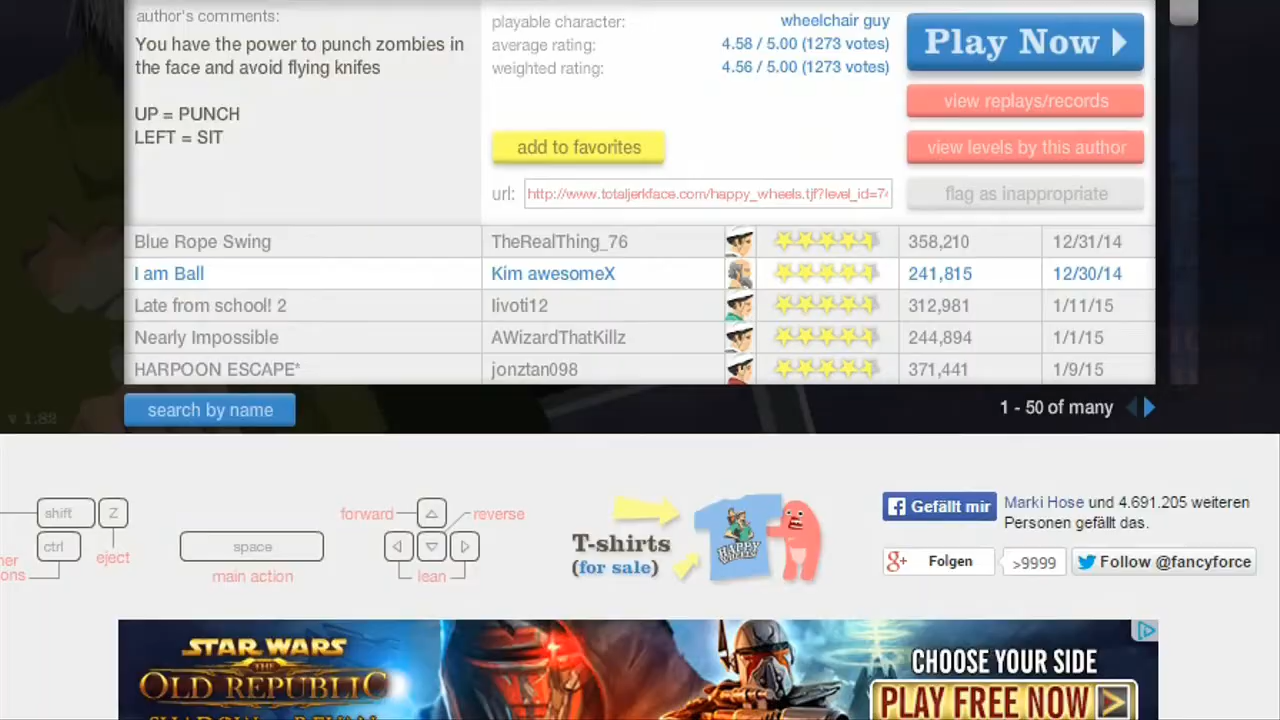 author's comments:
You have the power to punch zombies in
the face and avoid flying knifes
UP = PUNCH
LEFT = SIT
playable character: wheelchair guy
average rating: 4.58 / 5.00 (1273 votes)
weighted rating: 4.56 / 5.00 (1273 votes)
add to favorites
url: http://www.totaljerkface.com/happy_wheels.tjf?level_id=74
Play Now
view replays/records
view levels by this author
flag as inappropriate
Blue Rope Swing TheRealThing_76 358,210 12/31/14
I am Ball Kim awesomeX 241,815 12/30/14
Late from school! 2 livoti12 312,981 1/11/15
Nearly Impossible AWizardThatKillz 244,894 1/1/15
HARPOON ESCAPE* jonztan098 371,441 1/9/15
v 1.82
search by name
1 - 50 of many
shift Z
ctrl
eject
space
main action
forward
reverse
lean
T-shirts
(for sale)
HAPPY WHEELS
Gefällt mir
Marki Hose und 4.691.205 weiteren
Personen gefällt das.
Folgen
>9999
Follow @fancyforce
STAR WARS
THE
OLD REPUBLIC
CHOOSE YOUR SIDE
PLAY FREE NOW